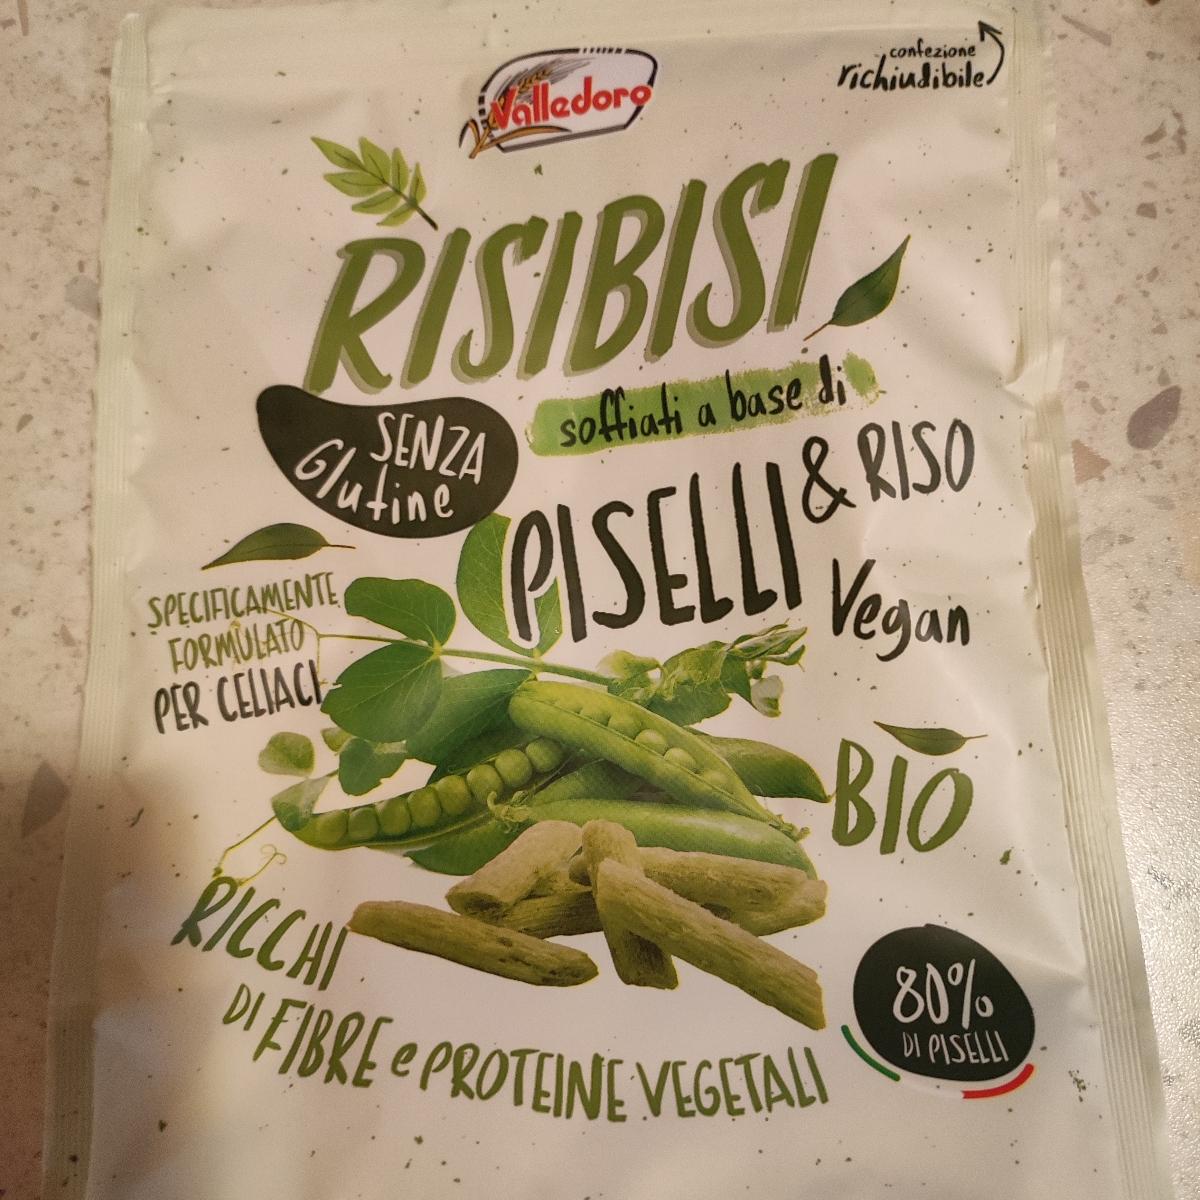 Valledoro
confezione
richiudibile
RISIBISI
SENZA
Glutine
soffiati a base di
PISELLI & RISO
Vegan
SPECIFICAMENTE
FORMULATO
PER CELIACI
BIO
RICCHI
DI FIBRE e PROTEINE VEGETALI
80%
DI PISELLI